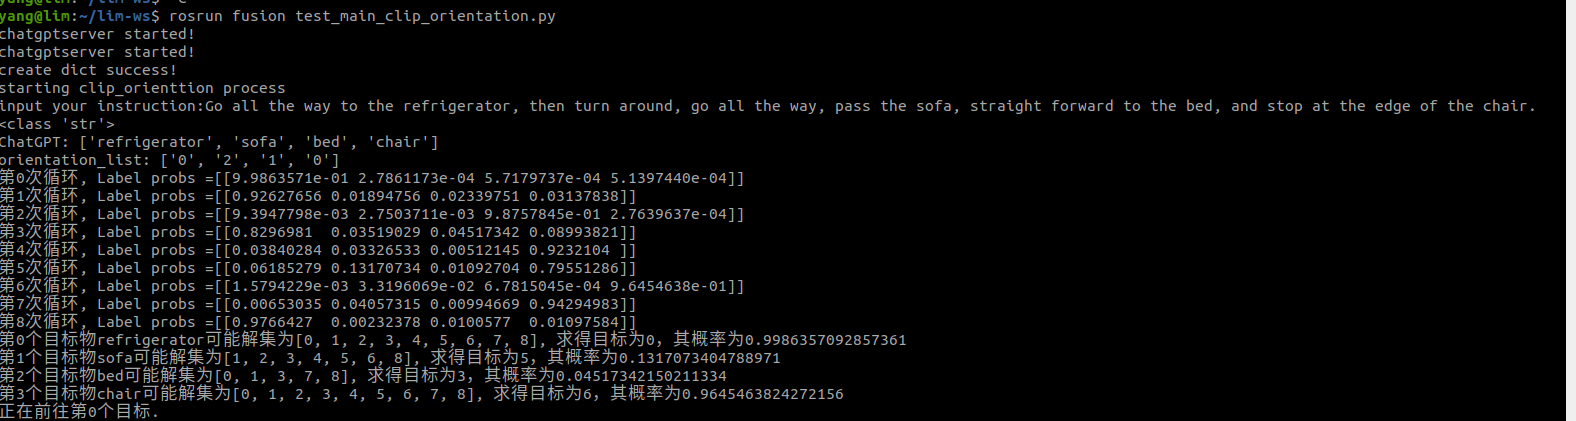 yang@lim:~/lim-ws$ rosrun fusion test_main_clip_orientation.py
chatgptserver started!
chatgptserver started!
create dict success!
starting clip_orienttion process
input your instruction:Go all the way to the refrigerator, then turn around, go all the way, pass the sofa, straight forward to the bed, and stop at the edge of the chair.
<class 'str'>
ChatGPT: ['refrigerator', 'sofa', 'bed', 'chair']
orientation_list: ['0', '2', '1', '0']
第0次循环, Label probs =[[9.9863571e-01 2.7861173e-04 5.7179737e-04 5.1397440e-04]]
第1次循环, Label probs =[[0.92627656 0.01894756 0.02339751 0.03137838]]
第2次循环, Label probs =[[9.3947798e-03 2.7503711e-03 9.8757845e-01 2.7639637e-04]]
第3次循环, Label probs =[[0.8296981  0.03519029 0.04517342 0.08993821]]
第4次循环, Label probs =[[0.03840284 0.03326533 0.00512145 0.9232104 ]]
第5次循环, Label probs =[[0.06185279 0.13170734 0.01092704 0.79551286]]
第6次循环, Label probs =[[1.5794229e-03 3.3196069e-02 6.7815045e-04 9.6454638e-01]]
第7次循环, Label probs =[[0.00653035 0.04057315 0.00994669 0.94294983]]
第8次循环, Label probs =[[0.9766427  0.00232378 0.0100577  0.01097584]]
第0个目标物refrigerator可能解集为[0, 1, 2, 3, 4, 5, 6, 7, 8], 求得目标为0，其概率为0.9986357092857361
第1个目标物sofa可能解集为[1, 2, 3, 4, 5, 6, 8], 求得目标为5，其概率为0.1317073404788971
第2个目标物bed可能解集为[0, 1, 3, 7, 8], 求得目标为3，其概率为0.04517342150211334
第3个目标物chair可能解集为[0, 1, 2, 3, 4, 5, 6, 7, 8], 求得目标为6，其概率为0.9645463824272156
正在前往第0个目标.